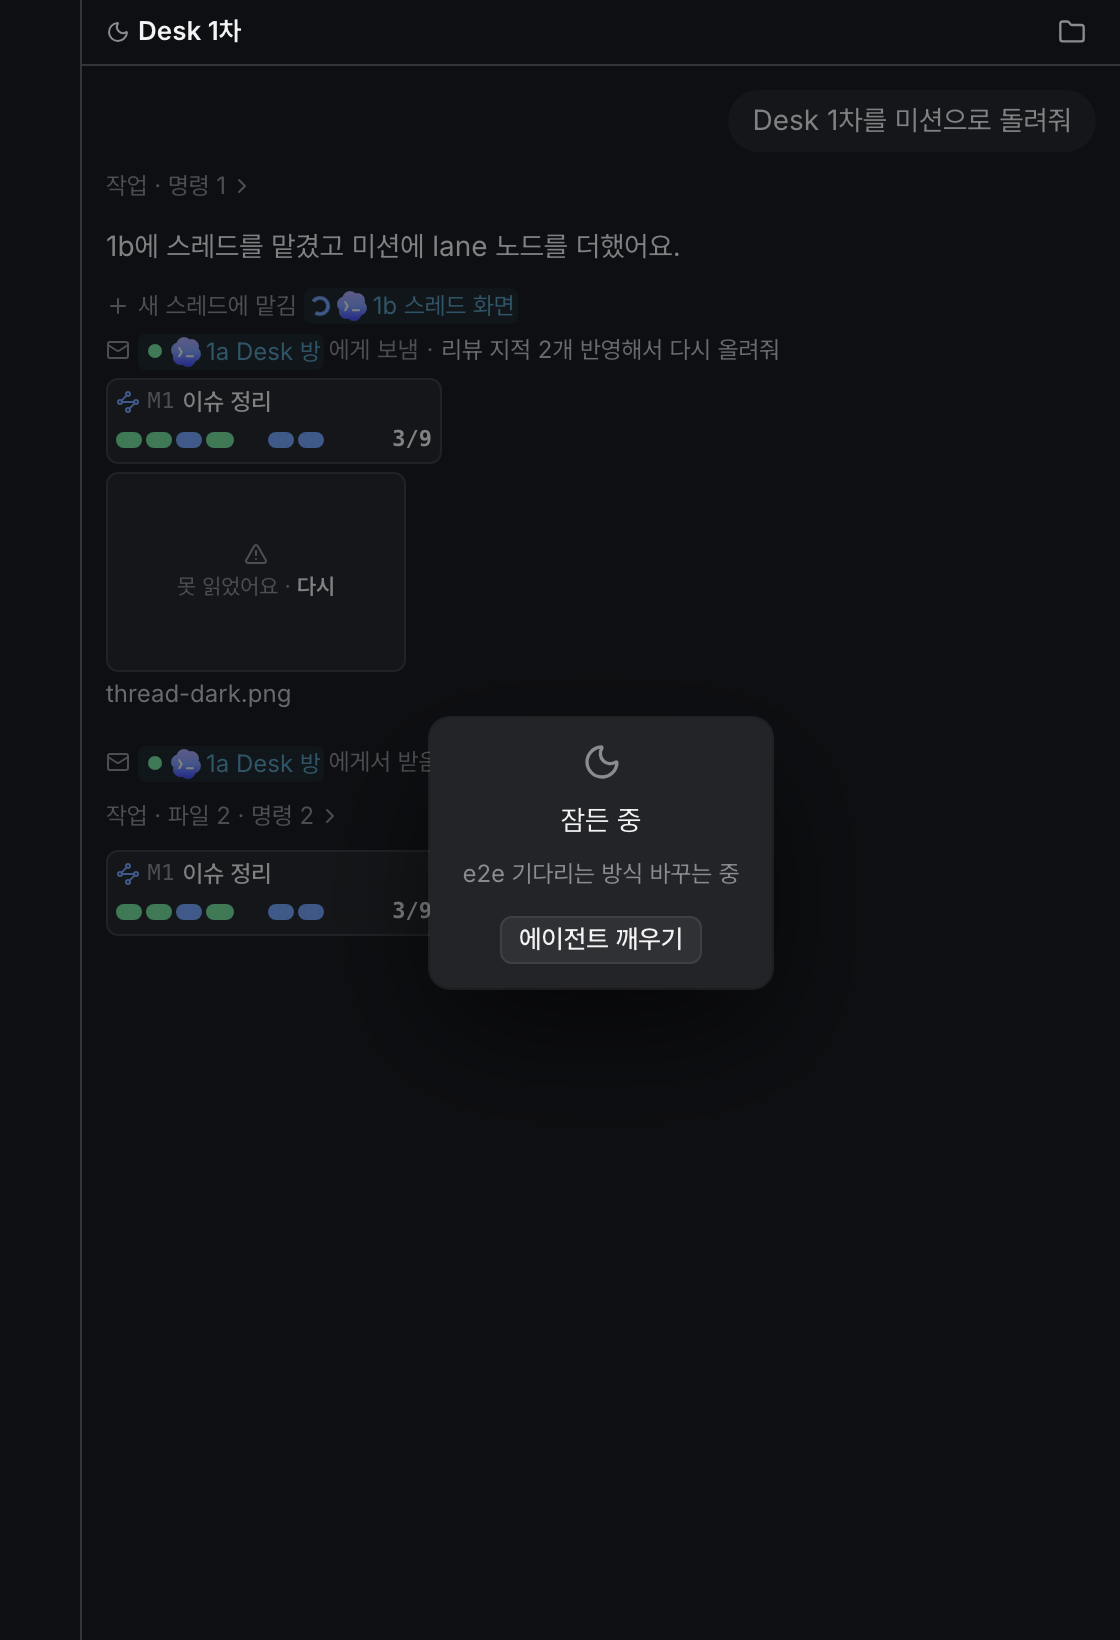 Desk 1차
Desk 1차를 미션으로 돌려줘
작업 · 명령 1
1b에 스레드를 맡겼고 미션에 lane 노드를 더했어요.
새 스레드에 맡김 1b 스레드 화면
1a Desk 방 에게 보냄 · 리뷰 지적 2개 반영해서 다시 올려줘
M1 이슈 정리
3/9
못 읽었어요 · 다시
thread-dark.png
1a Desk 방 에게서 받음
작업 · 파일 2 · 명령 2
M1 이슈 정리
3/9
잠든 중
e2e 기다리는 방식 바꾸는 중
에이전트 깨우기